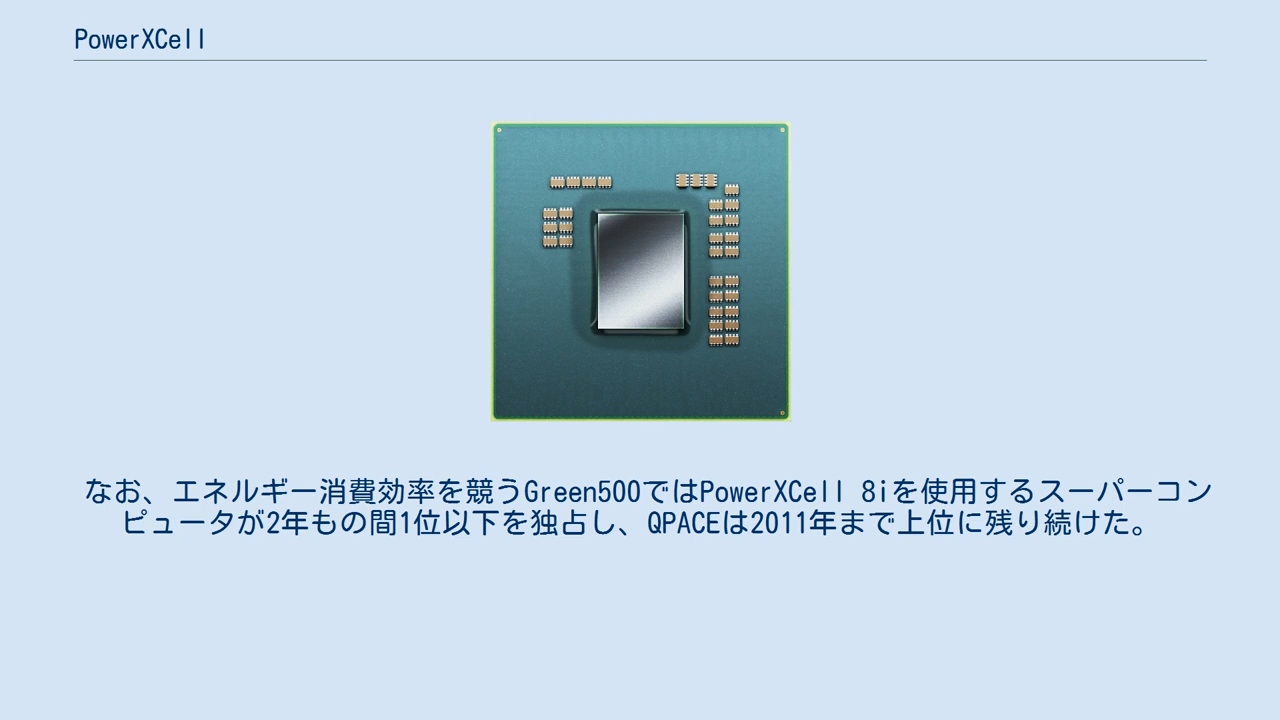 PowerXCell
なお、エネルギー消費効率を競うGreen500ではPowerXCell 8iを使用するスーパーコン
ピュータが2年もの間1位以下を独占し、QPACEは2011年まで上位に残り続けた。